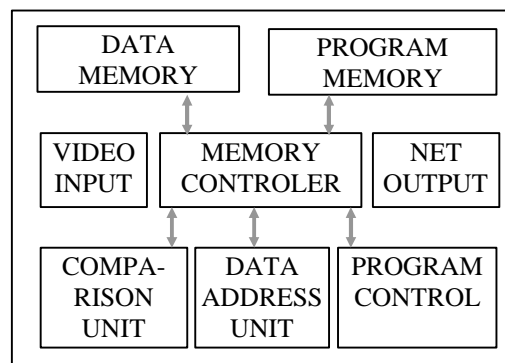 DATA
MEMORY
PROGRAM
MEMORY
VIDEO
INPUT
MEMORY
CONTROLER
NET
OUTPUT
COMPA-
RISON
UNIT
DATA
ADDRESS
UNIT
PROGRAM
CONTROL